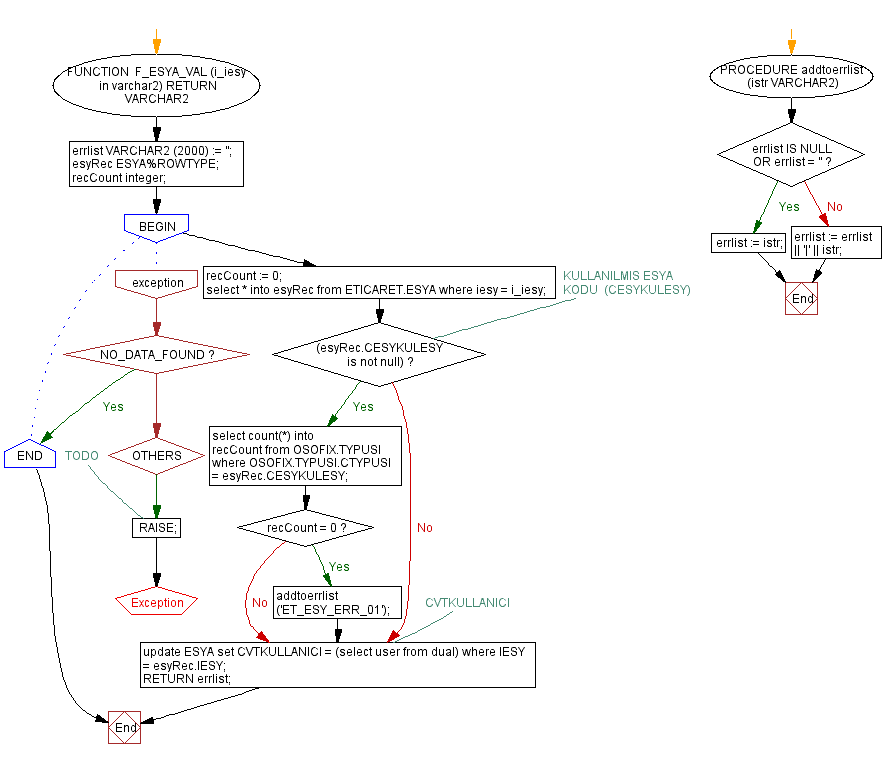 FUNCTION F_ESYA_VAL (i_iesy
in varchar2) RETURN
VARCHAR2
errlist VARCHAR2 (2000) := '';
esyRec ESYA%ROWTYPE;
recCount integer;
BEGIN
exception
recCount := 0;
select * into esyRec from ETICARET.ESYA where iesy = i_iesy;
KULLANILMIS ESYA
KODU (CESYKULESY)
NO_DATA_FOUND ?
(esyRec.CESYKULESY
is not null) ?
Yes
Yes
select count(*) into
recCount from OSOFIX.TYPUSI
where OSOFIX.TYPUSI.CTYPUSI
= esyRec.CESYKULESY;
END
TODO
OTHERS
RAISE;
recCount = 0 ?
No
Yes
Exception
No
addtoerrlist
('ET_ESY_ERR_01');
CVTKULLANICI
update ESYA set CVTKULLANICI = (select user from dual) where IESY
= esyRec.IESY;
RETURN errlist;
End
PROCEDURE addtoerrlist
(istr VARCHAR2)
errlist IS NULL
OR errlist = '' ?
Yes
No
errlist := istr;
errlist := errlist
|| '|' || istr;
End